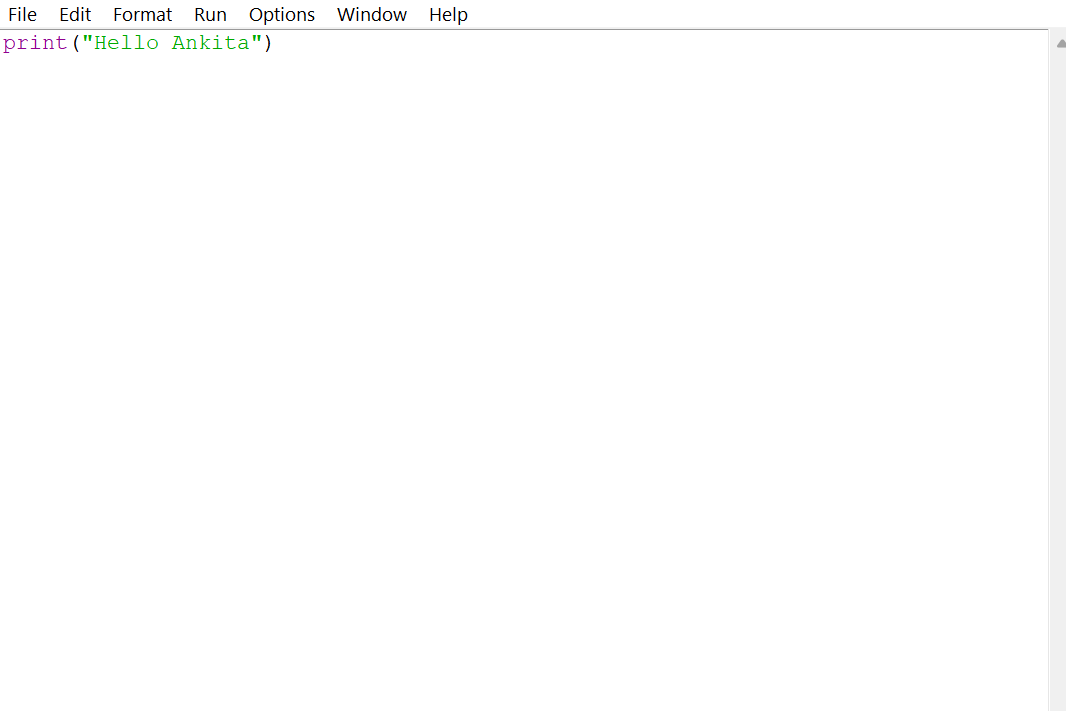 File Edit Format Run Options Window Help
print("Hello Ankita")